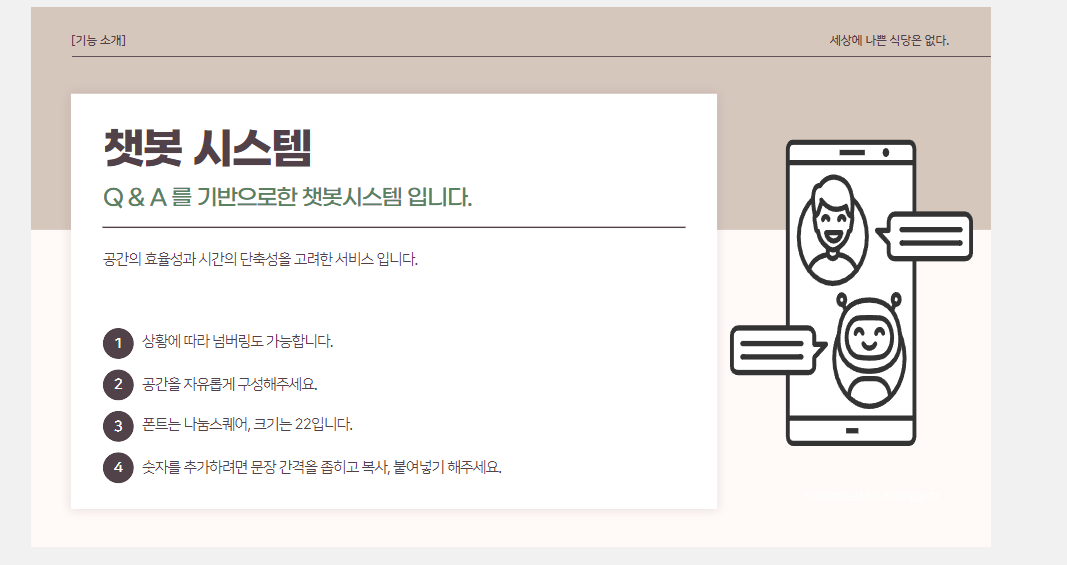 [기능 소개]
세상에 나쁜 식당은 없다.
챗봇 시스템
Q & A 를 기반으로한 챗봇시스템 입니다.
공간의 효율성과 시간의 단축성을 고려한 서비스 입니다.
1 상황에 따라 넘버링도 가능합니다.
2 공간을 자유롭게 구성해주세요.
3 폰트는 나눔스퀘어, 크기는 22입니다.
4 숫자를 추가하려면 문장 간격을 좁히고 복사, 붙여넣기 해주세요.